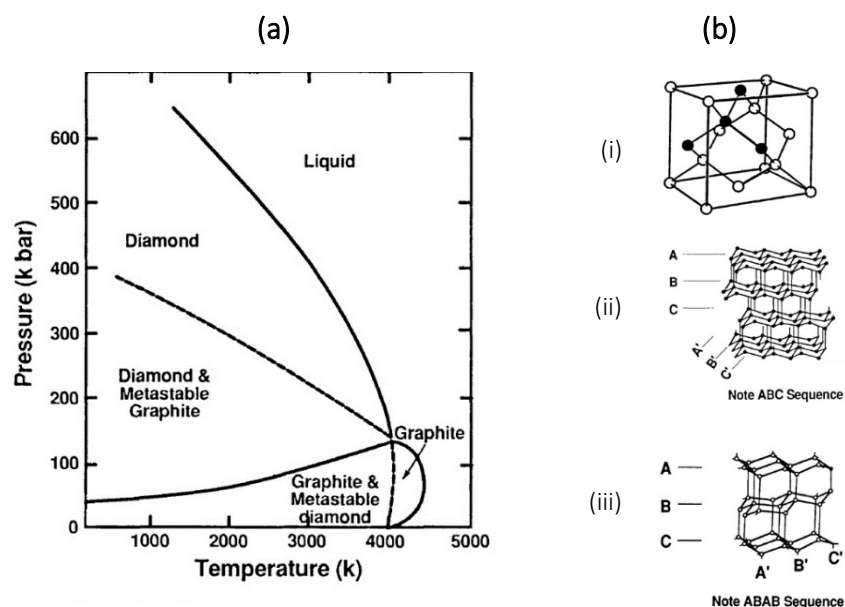 (a)
600
500
400
300
200
100
0
Pressure (k bar)
1000
2000
3000
4000
5000
Temperature (k)
Liquid
Diamond
Diamond &
Metastable
Graphite
Graphite
Graphite &
Metastable
diamond
(b)
(i)
(ii)
A
B
C
A'
B'
C'
Note ABC Sequence
(iii)
A
B
C
A'
B'
C'
Note ABAB Sequence